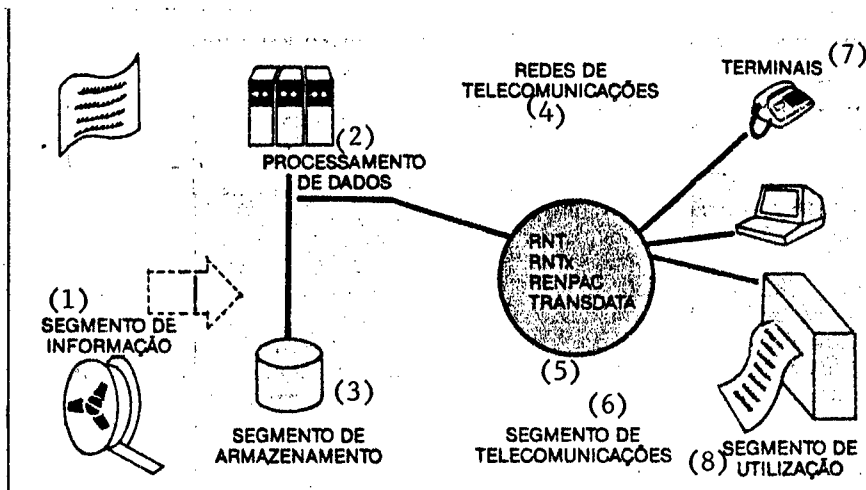 (1)
SEGMENTO DE
INFORMAÇÃO
(2)
PROCESSAMENTO
DE DADOS
(3)
SEGMENTO DE
ARMAZENAMENTO
REDES DE
TELECOMUNICAÇÕES
(4)
RNT
RNTx
RENPAC
TRANSDATA
(5)
(6)
SEGMENTO DE
TELECOMUNICAÇÕES
TERMINAIS (7)
(8) SEGMENTO DE
UTILIZAÇÃO